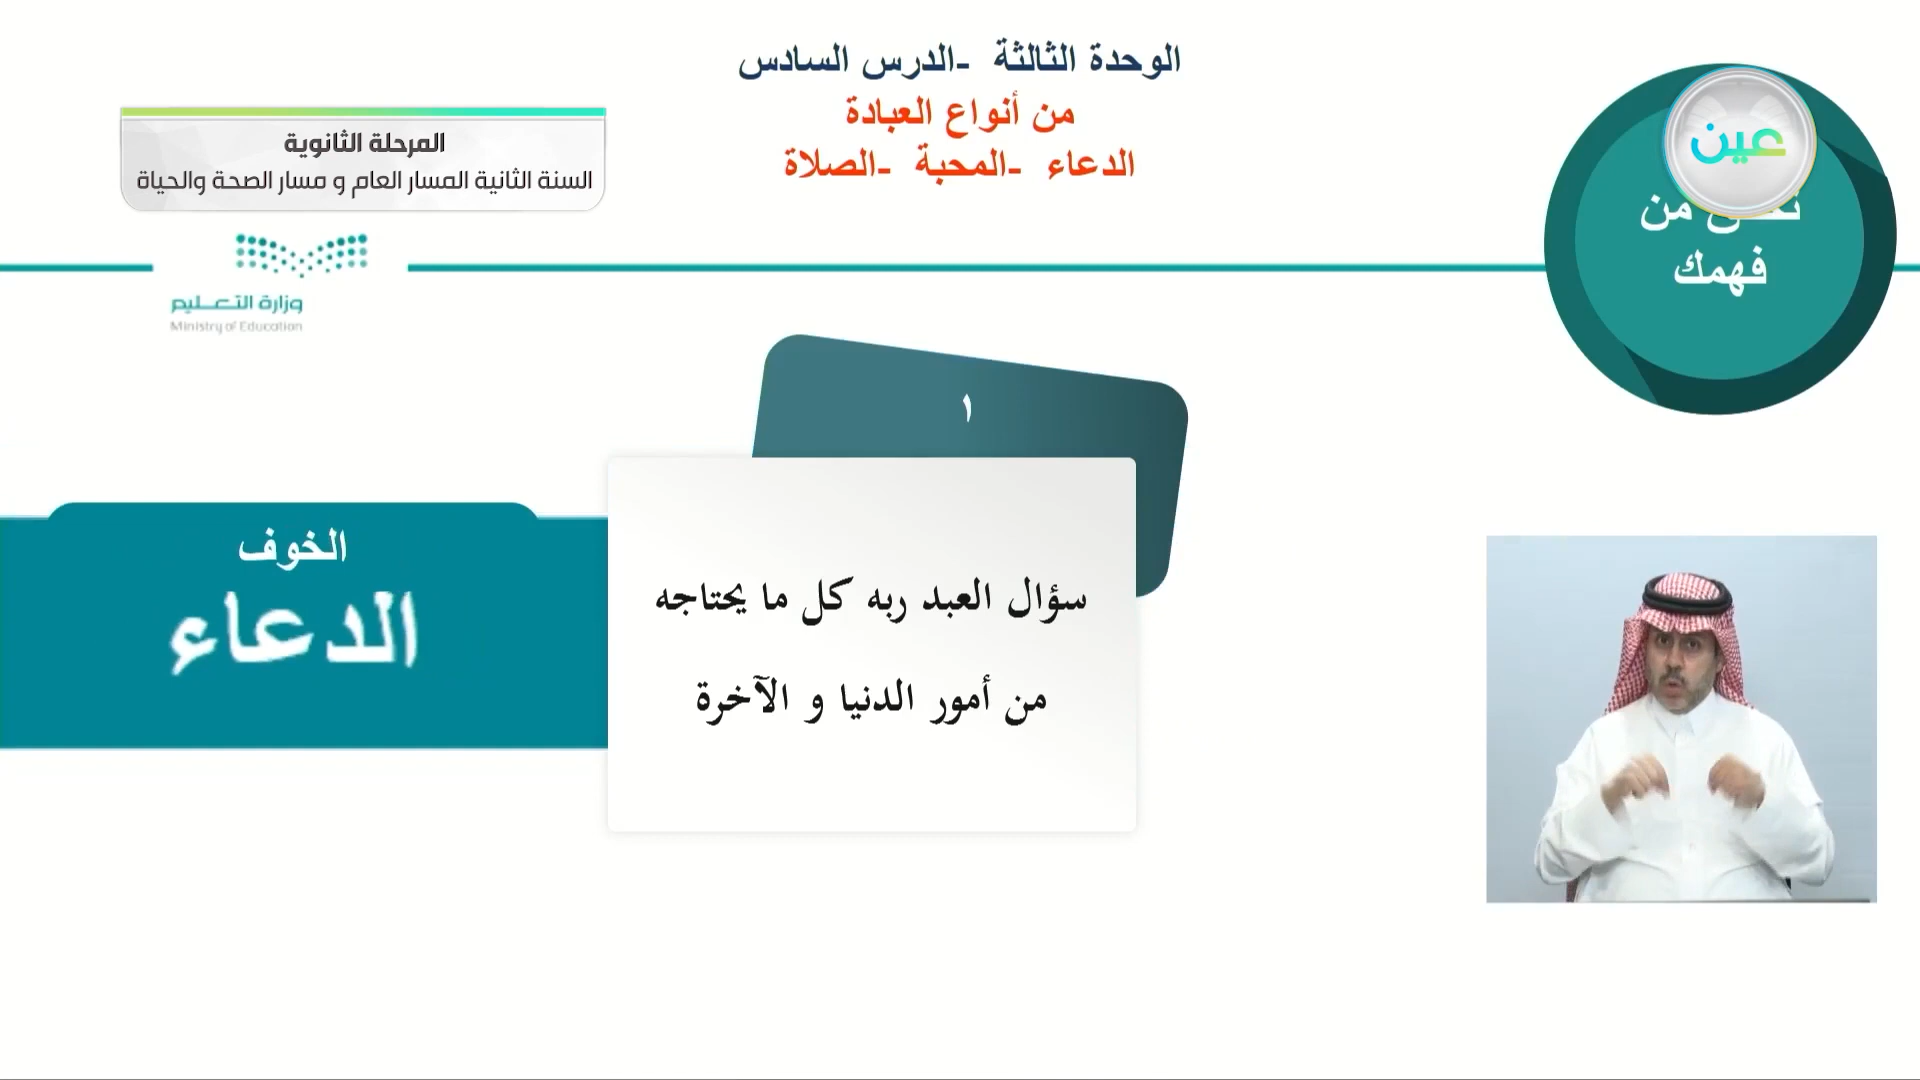 الوحدة الثالثة -الدرس السادس
من أنواع العبادة
الدعاء -المحبة -الصلاة
عين
من
فهمك
المرحلة الثانوية
السنة الثانية المسار العام و مسار الصحة والحياة
وزارة التعليم
Ministry of Education
١
سؤال العبد ربه كل ما يحتاجه
من أمور الدنيا و الآخرة
الخوف
الدعاء